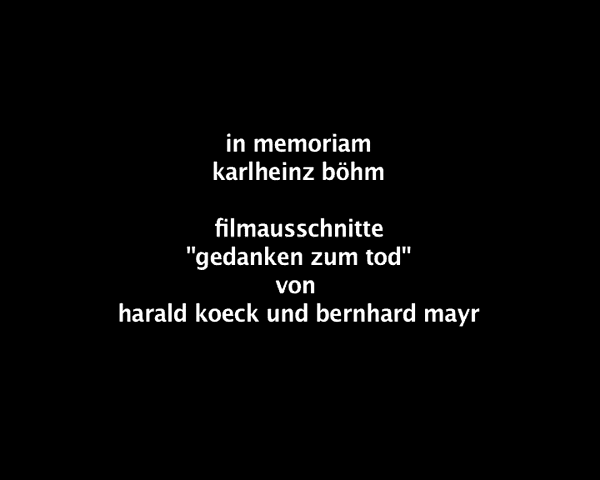 in memoriam
karlheinz böhm
filmausschnitte
"gedanken zum tod"
von
harald koeck und bernhard mayr